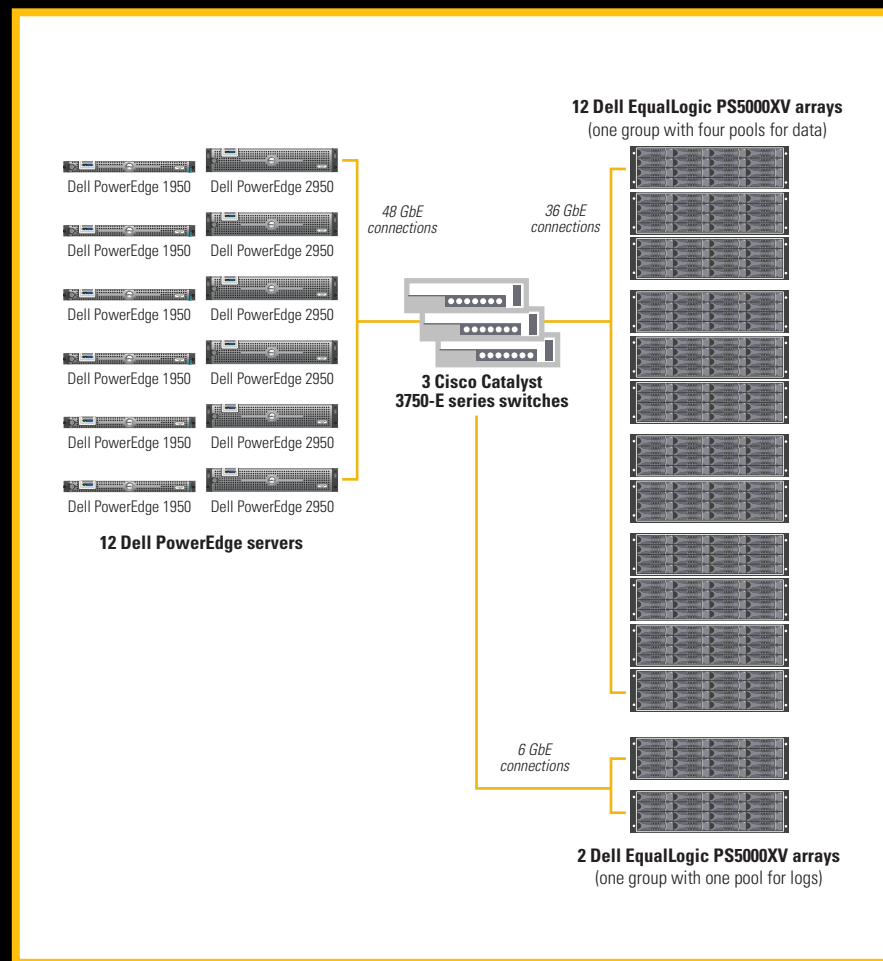 12 Dell EqualLogic PS5000XV arrays
(one group with four pools for data)
Dell PowerEdge 1950 Dell PowerEdge 2950
48 GbE
connections
36 GbE
connections
Dell PowerEdge 1950 Dell PowerEdge 2950
Dell PowerEdge 1950 Dell PowerEdge 2950
Dell PowerEdge 1950 Dell PowerEdge 2950
3 Cisco Catalyst
3750-E series switches
Dell PowerEdge 1950 Dell PowerEdge 2950
Dell PowerEdge 1950 Dell PowerEdge 2950
12 Dell PowerEdge servers
6 GbE
connections
2 Dell EqualLogic PS5000XV arrays
(one group with one pool for logs)